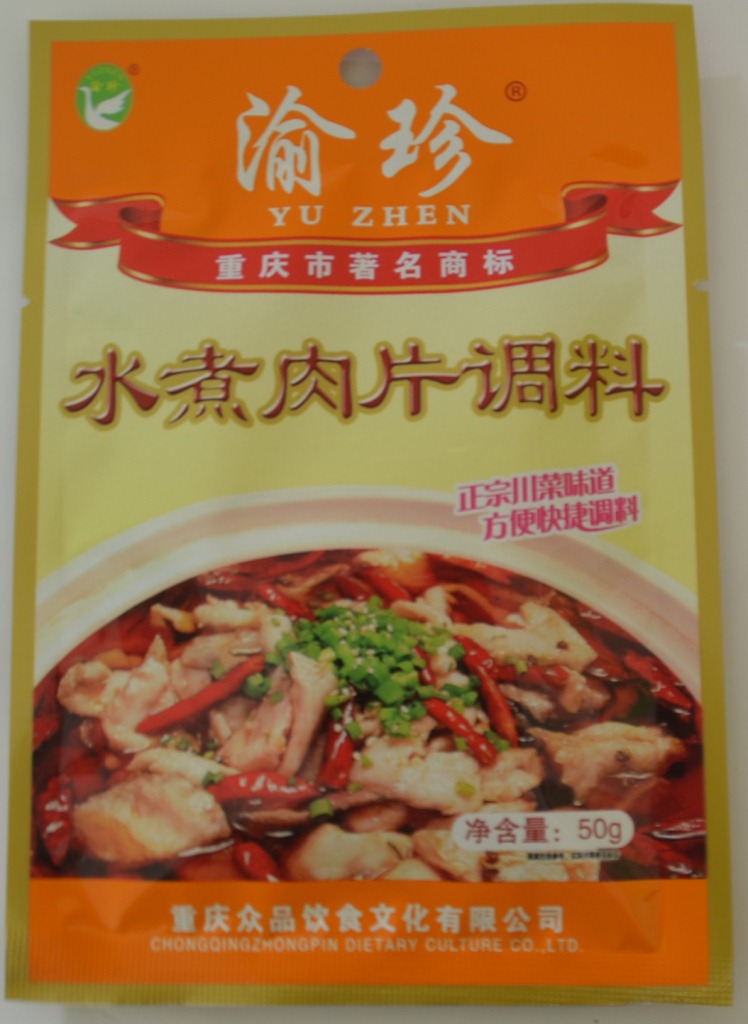 渝珍®
YU ZHEN
重庆市著名商标
水煮肉片调料
正宗川菜味道
方便快捷调料
净含量：50g
重庆众品饮食文化有限公司
CHONGQINGZHONGPIN DIETARY CULTURE CO.,LTD.